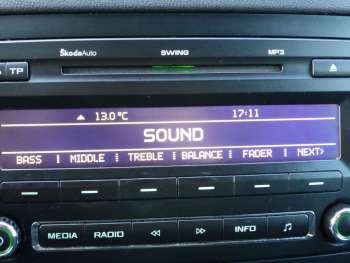 ŠkodaAuto SWING MP3
TP
13.0°C 17:11
SOUND
BASS MIDDLE TREBLE BALANCE FADER NEXT>
MEDIA RADIO INFO